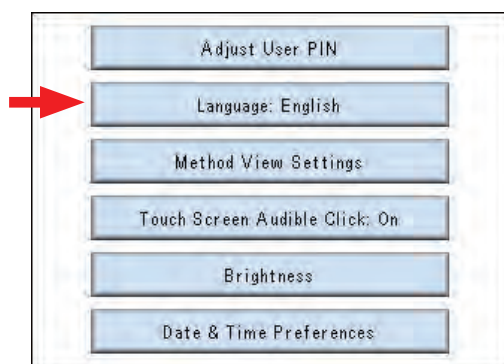 Adjust User PIN
Language: English
Method View Settings
Touch Screen Audible Click: On
Brightness
Date & Time Preferences